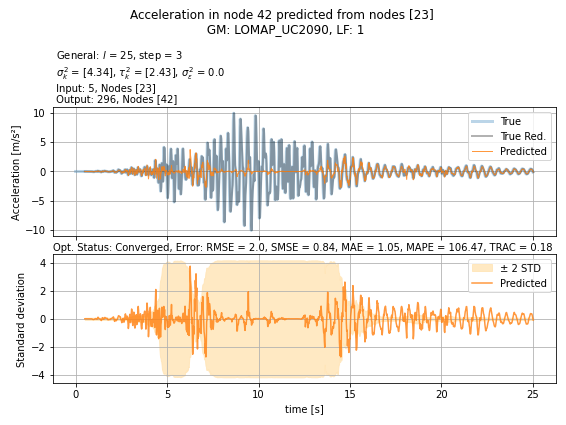 Acceleration in node 42 predicted from nodes [23]
GM: LOMAP_UC2090, LF: 1
General: l = 25, step = 3
σ²ₖ = [4.34], τ²ₖ = [2.43], σ²ε = 0.0
Input: 5, Nodes [23]
Output: 296, Nodes [42]
10
5
0
−5
−10
Acceleration [m/s²]
True
True Red.
Predicted
Opt. Status: Converged, Error: RMSE = 2.0, SMSE = 0.84, MAE = 1.05, MAPE = 106.47, TRAC = 0.18
4
2
0
−2
−4
Standard deviation
± 2 STD
Predicted
0 5 10 15 20 25
time [s]